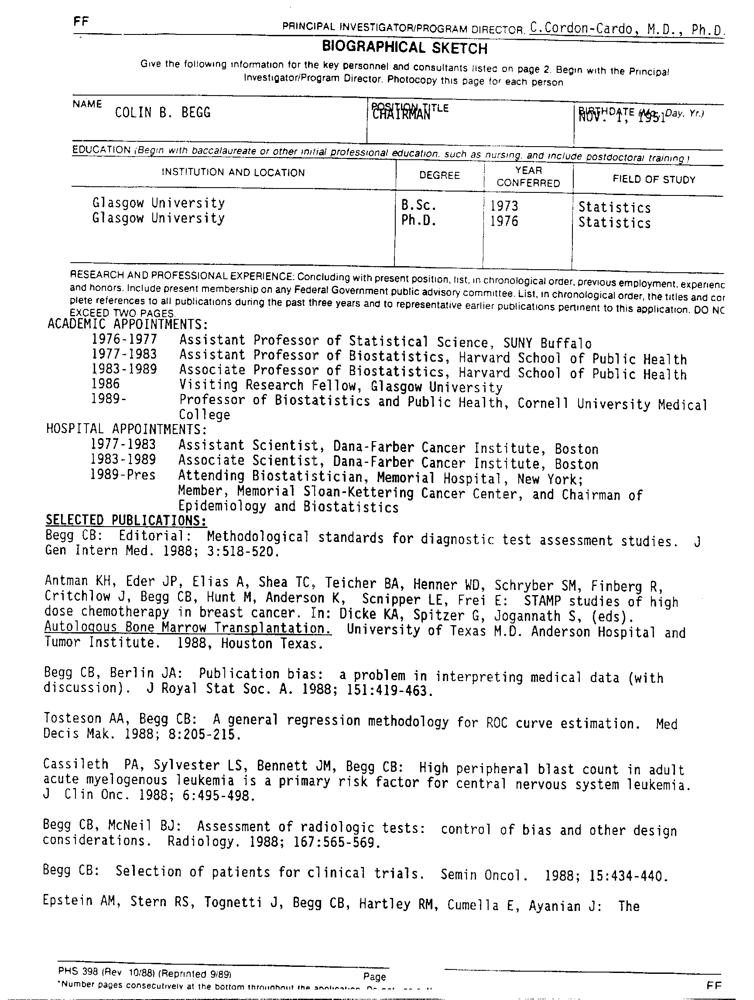 FF
PRINCIPAL INVESTIGATOR/PROGRAM DIRECTOR. C.Cordon-Cardo, M.D., Ph.D.
BIOGRAPHICAL SKETCH
Give the following information for the key personnel and consultants listed on page 2. Begin with the Principal
Investigator/Program Director. Photocopy this page for each person
NAME
COLIN B. BEGG
POSITION TITLE
CHAIRMAN
BIRTHDATE (Mo., Day. Yr.)
NOV. 1, 1951
EDUCATION (Begin with baccalaureate or other initial professional education, such as nursing, and include postdoctoral training)
INSTITUTION AND LOCATION DEGREE YEAR CONFERRED FIELD OF STUDY
Glasgow University B.Sc. 1973 Statistics
Glasgow University Ph.D. 1976 Statistics
RESEARCH AND PROFESSIONAL EXPERIENCE: Concluding with present position, list, in chronological order, previous employment, experienc
and honors. Include present membership on any Federal Government public advisory committee. List, in chronological order, the titles and com
plete references to all publications during the past three years and to representative earlier publications pertinent to this application. DO NO
EXCEED TWO PAGES.
ACADEMIC APPOINTMENTS:
1976-1977 Assistant Professor of Statistical Science, SUNY Buffalo
1977-1983 Assistant Professor of Biostatistics, Harvard School of Public Health
1983-1989 Associate Professor of Biostatistics, Harvard School of Public Health
1986 Visiting Research Fellow, Glasgow University
1989- Professor of Biostatistics and Public Health, Cornell University Medical
College
HOSPITAL APPOINTMENTS:
1977-1983 Assistant Scientist, Dana-Farber Cancer Institute, Boston
1983-1989 Associate Scientist, Dana-Farber Cancer Institute, Boston
1989-Pres Attending Biostatistician, Memorial Hospital, New York;
Member, Memorial Sloan-Kettering Cancer Center, and Chairman of
Epidemiology and Biostatistics
SELECTED PUBLICATIONS:
Begg CB: Editorial: Methodological standards for diagnostic test assessment studies. J
Gen Intern Med. 1988; 3:518-520.
Antman KH, Eder JP, Elias A, Shea TC, Teicher BA, Henner WD, Schryber SM, Finberg R,
Critchlow J, Begg CB, Hunt M, Anderson K, Scnipper LE, Frei E: STAMP studies of high
dose chemotherapy in breast cancer. In: Dicke KA, Spitzer G, Jogannath S, (eds).
Autologous Bone Marrow Transplantation. University of Texas M.D. Anderson Hospital and
Tumor Institute. 1988, Houston Texas.
Begg CB, Berlin JA: Publication bias: a problem in interpreting medical data (with
discussion). J Royal Stat Soc. A. 1988; 151:419-463.
Tosteson AA, Begg CB: A general regression methodology for ROC curve estimation. Med
Decis Mak. 1988; 8:205-215.
Cassileth PA, Sylvester LS, Bennett JM, Begg CB: High peripheral blast count in adult
acute myelogenous leukemia is a primary risk factor for central nervous system leukemia.
J Clin Onc. 1988; 6:495-498.
Begg CB, McNeil BJ: Assessment of radiologic tests: control of bias and other design
considerations. Radiology. 1988; 167:565-569.
Begg CB: Selection of patients for clinical trials. Semin Oncol. 1988; 15:434-440.
Epstein AM, Stern RS, Tognetti J, Begg CB, Hartley RM, Cumella E, Ayanian J: The
PHS 398 (Rev 10/88) (Reprinted 9/89) Page
*Number pages consecutively at the bottom throughout the application.
FF